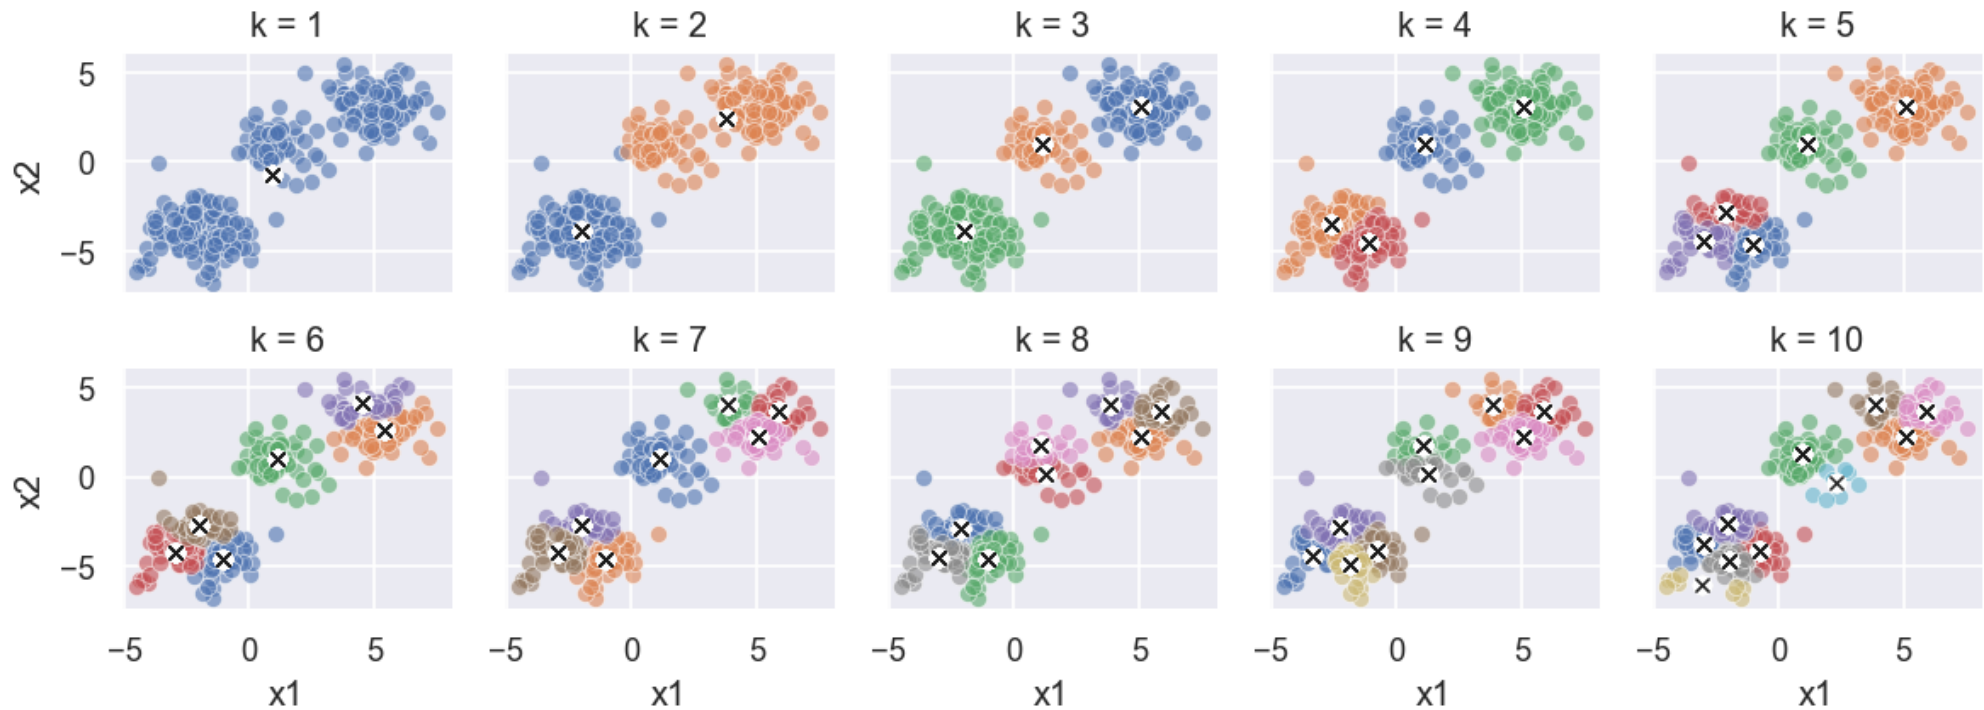 k = 1 k = 2 k = 3 k = 4 k = 5
5
0
−5
x2
k = 6 k = 7 k = 8 k = 9 k = 10
5
0
−5
x2
−5 0 5 −5 0 5 −5 0 5 −5 0 5 −5 0 5
x1 x1 x1 x1 x1